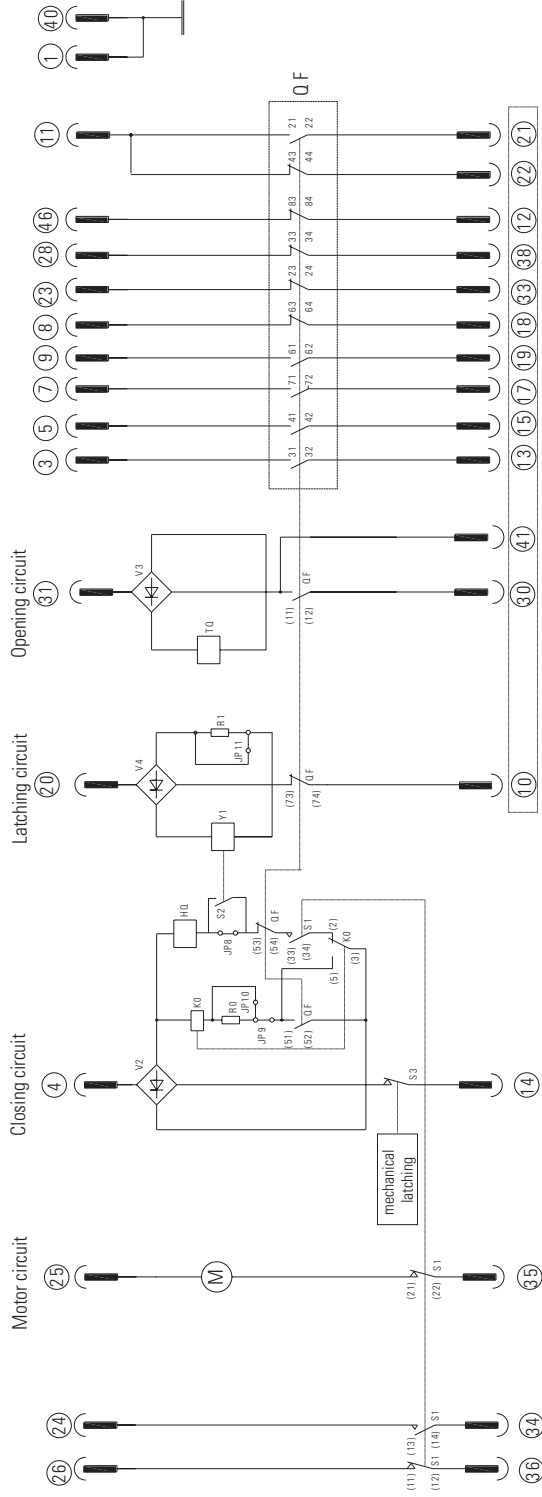 Motor circuit
Closing circuit
Latching circuit
Opening circuit
26
24
25
4
20
31
3
5
7
9
8
23
28
46
11
1
40
V2
V4
V3
HQ
K0
R0
JP10
JP9
JP8
S2
Y1
R1
JP11
TQ
M
QF
(53)
(54)
QF
(33)
(34)
S1
(2)
(5)
(3)
K0
(51)
(52)
QF
(73)
(74)
QF
(11)
(12)
QF
31
32
41
42
71
72
61
62
63
64
23
24
33
34
83
84
43
44
21
22
mechanical
latching
S3
(11)
(12)
S1
(13)
(14)
S1
(21)
(22)
S1
36
34
35
14
10
30
41
13
15
17
19
18
33
38
12
22
21